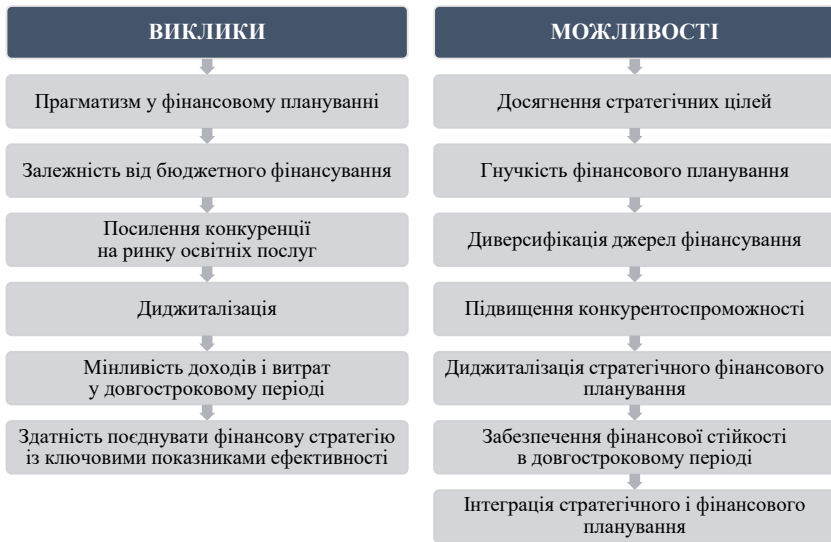 ВИКЛИКИ
Прагматизм у фінансовому плануванні
Залежність від бюджетного фінансування
Посилення конкуренції
на ринку освітніх послуг
Диджиталізація
Мінливість доходів і витрат
у довгостроковому періоді
Здатність поєднувати фінансову стратегію
із ключовими показниками ефективності
МОЖЛИВОСТІ
Досягнення стратегічних цілей
Гнучкість фінансового планування
Диверсифікація джерел фінансування
Підвищення конкурентоспроможності
Диджиталізація стратегічного фінансового
планування
Забезпечення фінансової стійкості
в довгостроковому періоді
Інтеграція стратегічного і фінансового
планування